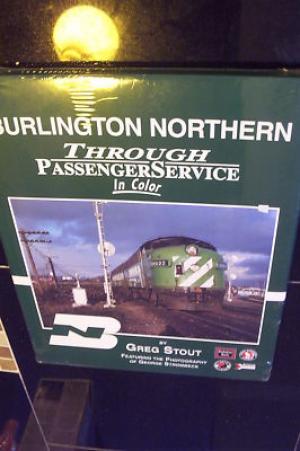 BURLINGTON NORTHERN
THROUGH
PASSENGER SERVICE
In Color
BY
GREG STOUT
FEATURING THE PHOTOGRAPHY
OF GEORGE STROMBECK